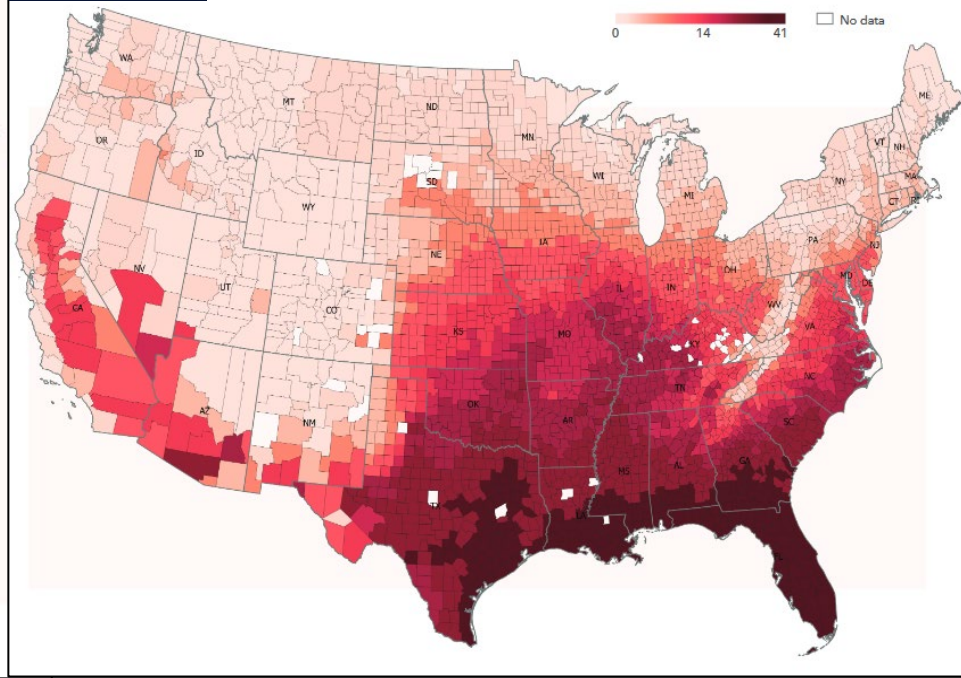 0 14 41 No data
WA
MT
ND
ME
OR
ID
MN
VT NH
SD
WI
MI
NY
MA
CT RI
WY
NE
IA
PA
NJ
NV
UT
CO
IL
IN
OH
MD
DE
WV
CA
KS
MO
KY
VA
TN
NC
AZ
NM
OK
AR
SC
MS
AL
GA
TX
LA